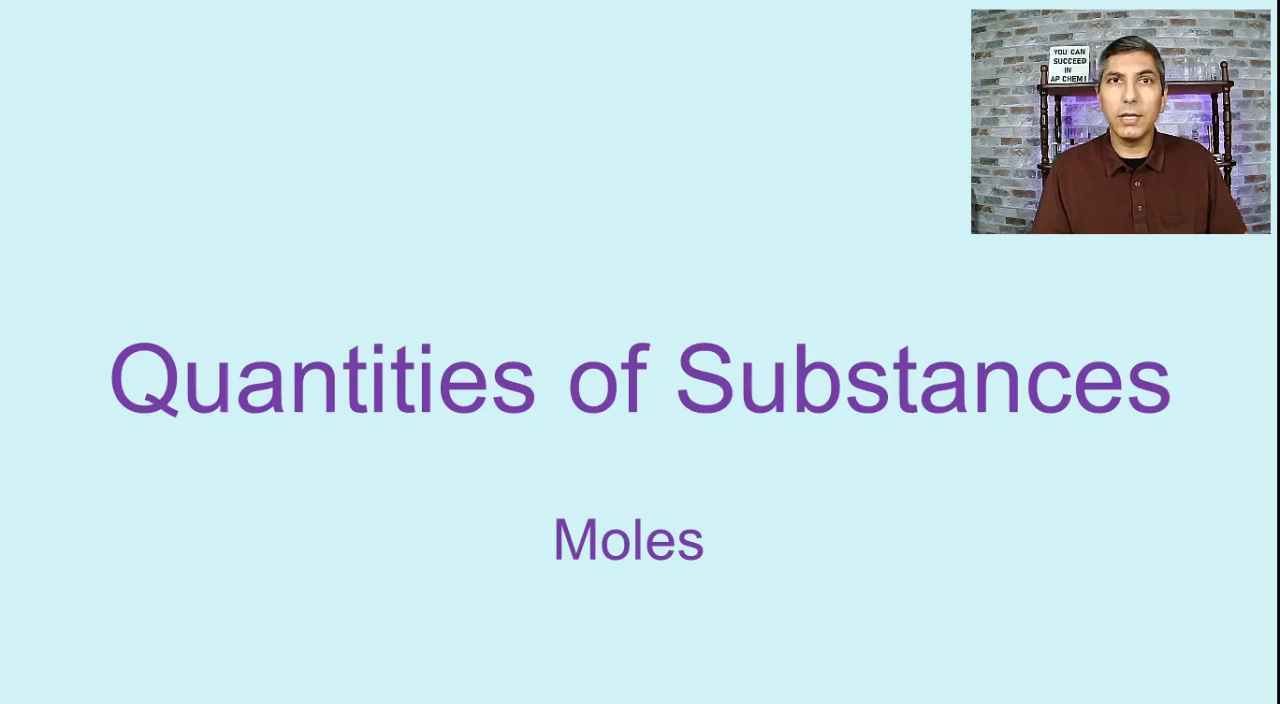 YOU CAN
SUCCEED
IN
AP CHEM!
Quantities of Substances
Moles